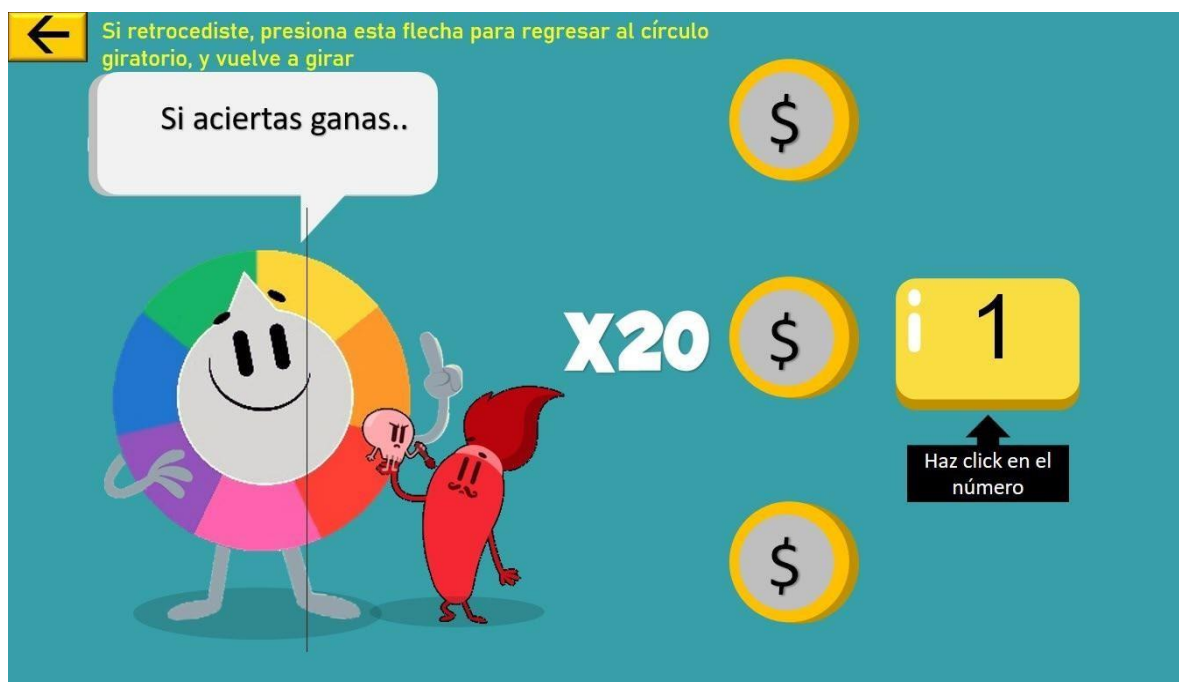 Si retrocediste, presiona esta flecha para regresar al círculo
giratorio, y vuelve a girar
Si aciertas ganas..
$
X20
$
i
1
Haz click en el
número
$